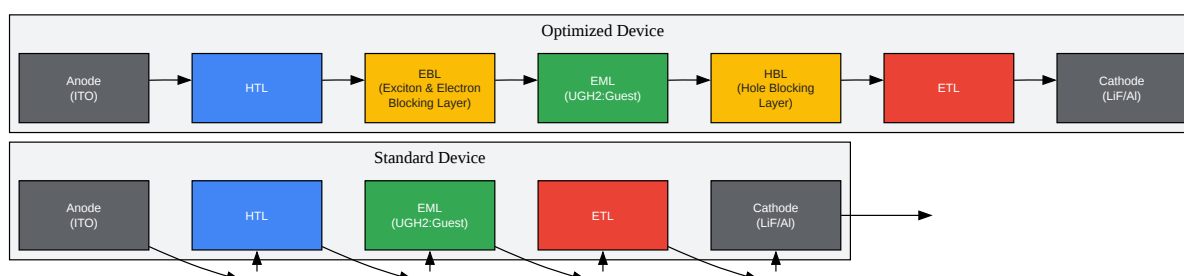 Optimized Device
Anode
(ITO)
HTL
EBL
(Exciton & Electron
Blocking Layer)
EML
(UGH2:Guest)
HBL
(Hole Blocking
Layer)
ETL
Cathode
(LiF/Al)
Standard Device
Anode
(ITO)
HTL
EML
(UGH2:Guest)
ETL
Cathode
(LiF/Al)